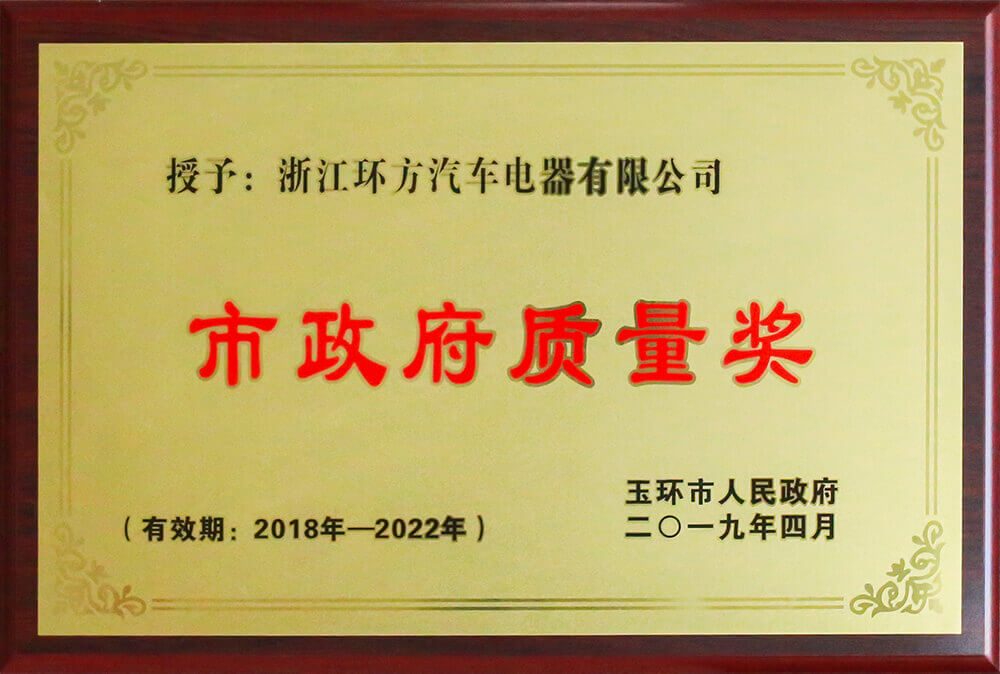 授予：浙江环方汽车电器有限公司
市政府质量奖
玉环市人民政府
（有效期：2018年—2022年）
二〇一九年四月